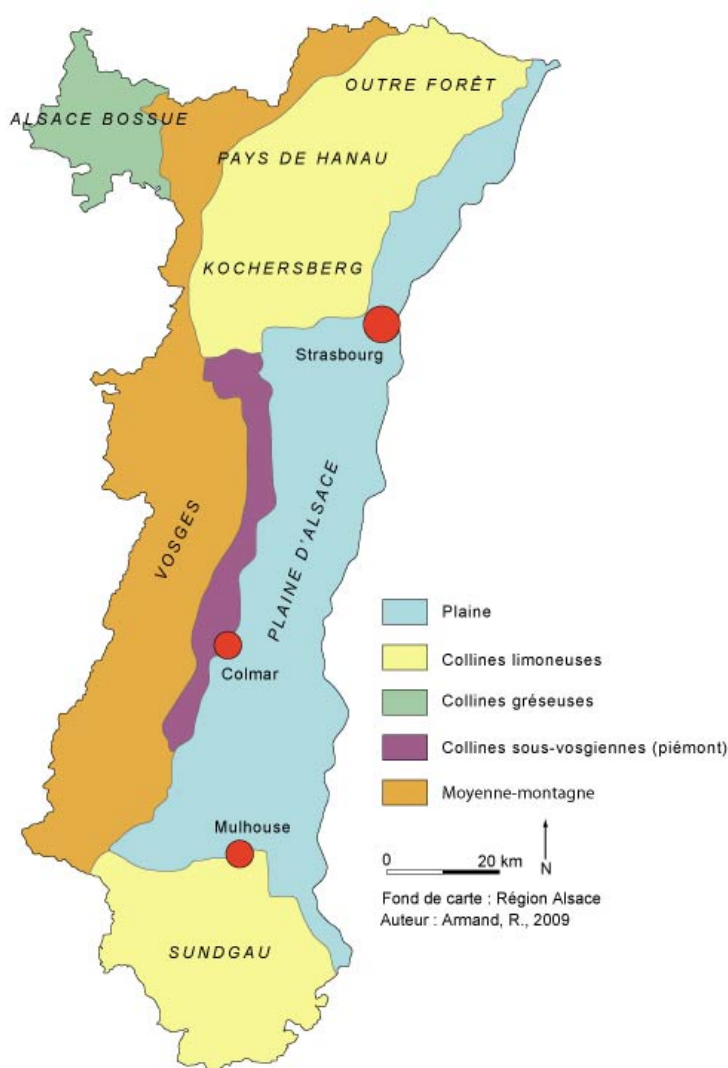 OUTRE FORÊT
ALSACE BOSSUE
PAYS DE HANAU
KOCHERSBERG
Strasbourg
PLAINE D'ALSACE
VOSGES
Colmar
Mulhouse
SUNDGAU
Plaine
Collines limoneuses
Collines gréseuses
Collines sous-vosgiennes (piémont)
Moyenne-montagne
0 20 km
N
Fond de carte : Région Alsace
Auteur : Armand, R., 2009